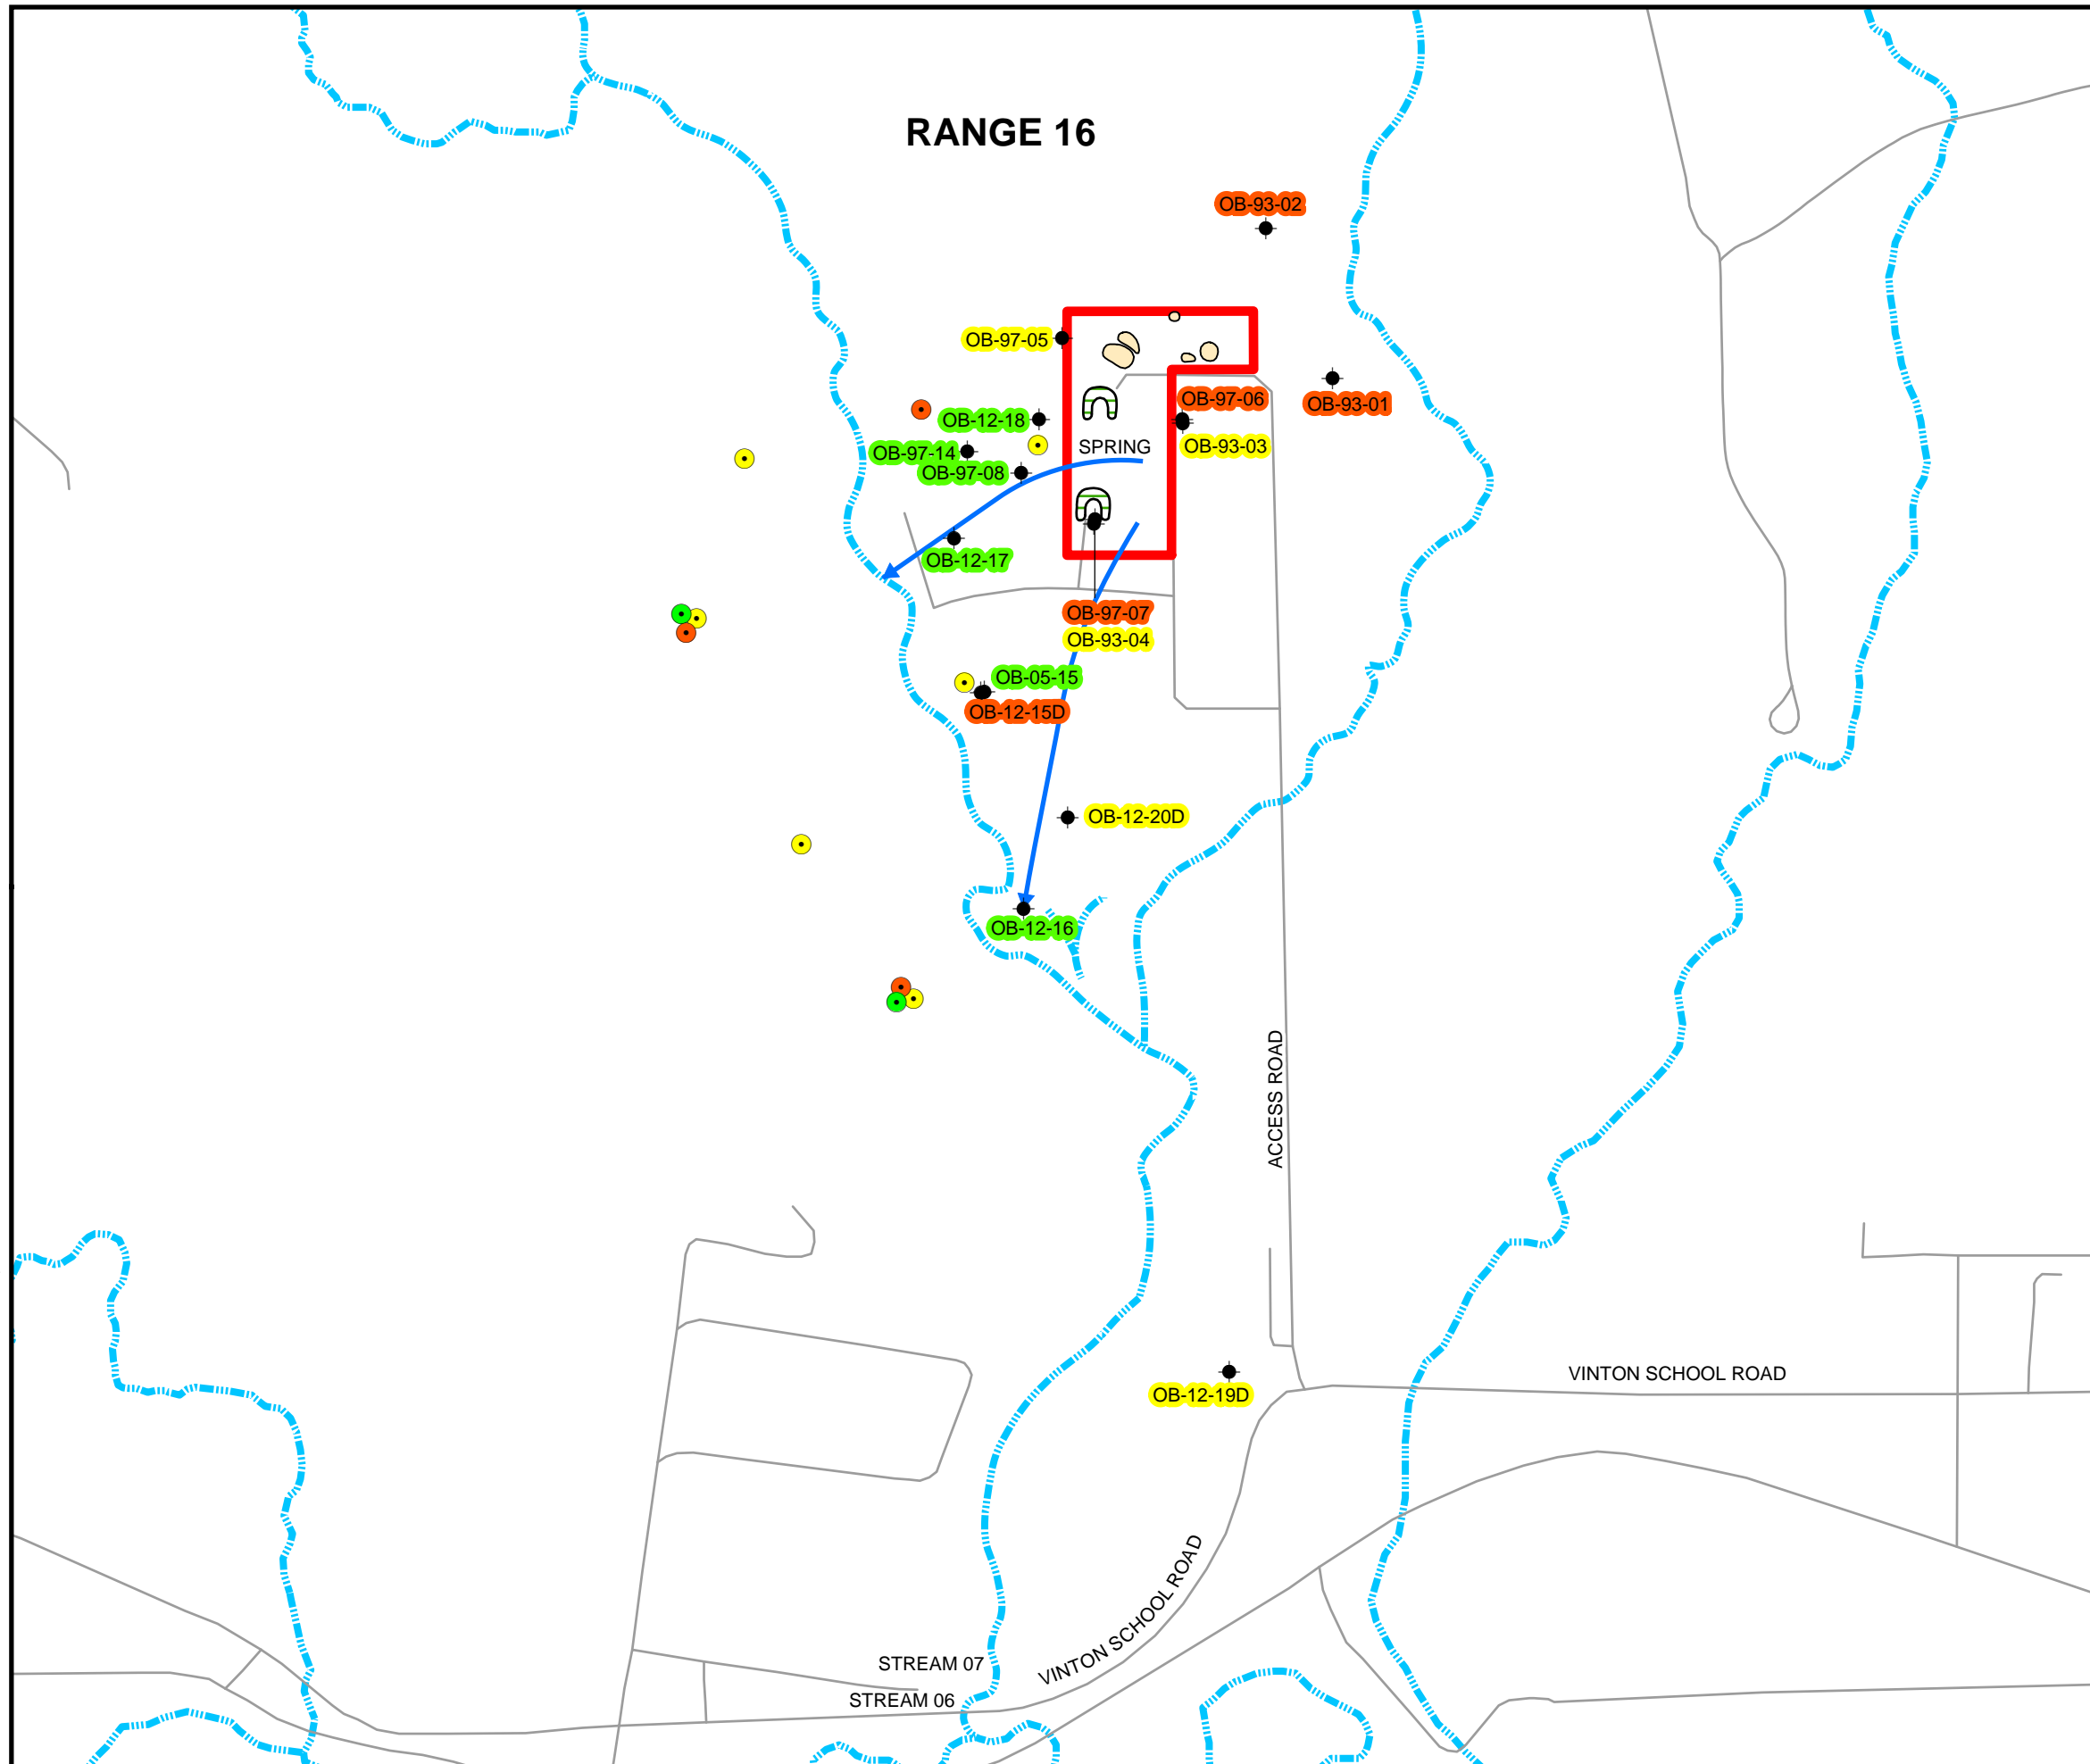 RANGE 16
OB-93-02
OB-97-05
OB-97-06
OB-93-01
OB-12-18
OB-93-03
SPRING
OB-97-14
OB-97-08
OB-12-17
OB-97-07
OB-93-04
OB-05-15
OB-12-15D
OB-12-20D
OB-12-16
ACCESS ROAD
VINTON SCHOOL ROAD
OB-12-19D
VINTON SCHOOL ROAD
STREAM 07
STREAM 06